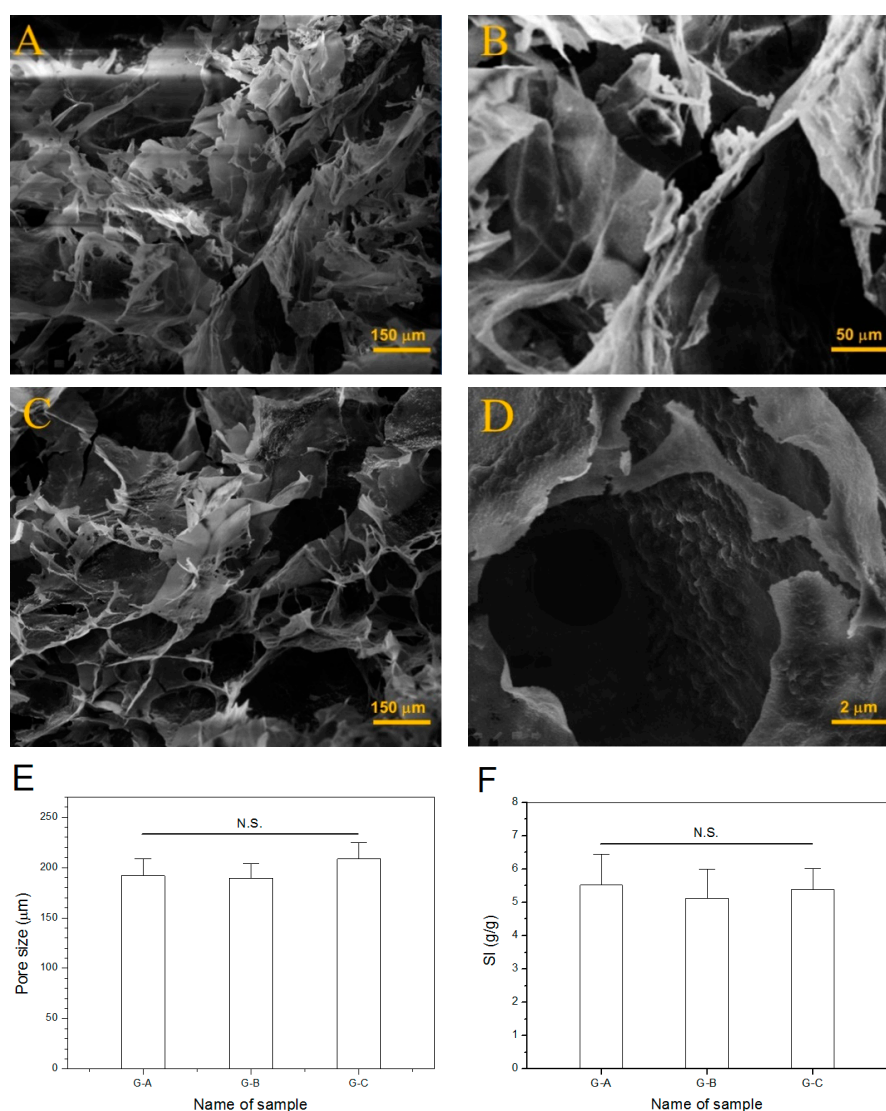 A
150 μm
B
50 μm
C
150 μm
D
2 μm
E
Pore size (μm)
250
200
150
100
50
0
N.S.
G-A
G-B
G-C
Name of sample
F
SI (g/g)
8
7
6
5
4
3
2
1
0
N.S.
G-A
G-B
G-C
Name of sample